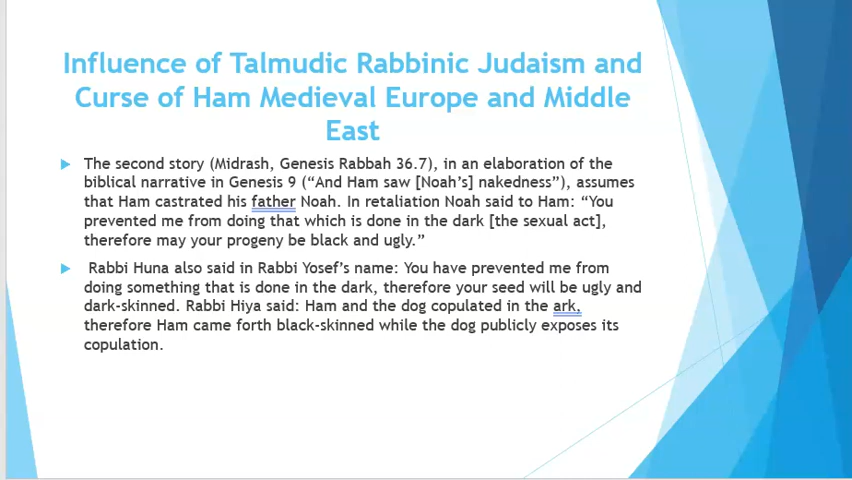 Influence of Talmudic Rabbinic Judaism and
Curse of Ham Medieval Europe and Middle
East
The second story (Midrash, Genesis Rabbah 36.7), in an elaboration of the
biblical narrative in Genesis 9 (“And Ham saw [Noah’s] nakedness”), assumes
that Ham castrated his father Noah. In retaliation Noah said to Ham: “You
prevented me from doing that which is done in the dark [the sexual act],
therefore may your progeny be black and ugly.”
Rabbi Huna also said in Rabbi Yosef’s name: You have prevented me from
doing something that is done in the dark, therefore your seed will be ugly and
dark-skinned. Rabbi Hiya said: Ham and the dog copulated in the ark,
therefore Ham came forth black-skinned while the dog publicly exposes its
copulation.